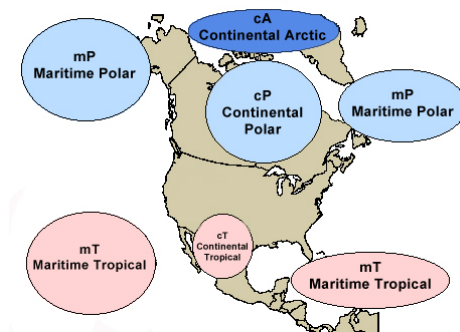 cA
Continental Arctic
mP
Maritime Polar
cP
Continental
Polar
mP
Maritime Polar
mT
Maritime Tropical
cT
Continental
Tropical
mT
Maritime Tropical